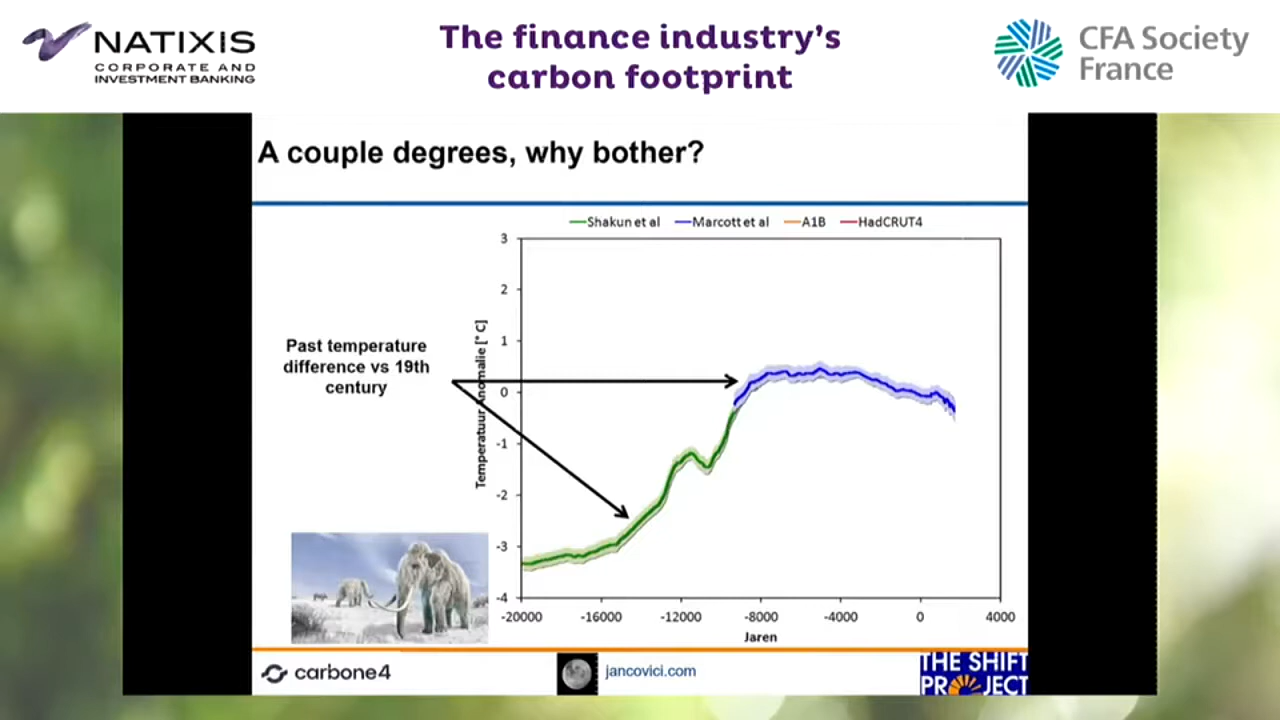 NATIXIS
CORPORATE AND
INVESTMENT BANKING
The finance industry's
carbon footprint
CFA Society
France
A couple degrees, why bother?
Shakun et al
Marcott et al
A1B
HadCRUT4
Past temperature
difference vs 19th
century
Temperatuur anomalie [° C]
3
2
1
0
-1
-2
-3
-4
-20000
-16000
-12000
-8000
-4000
0
4000
Jaren
carbone4
jancovici.com
THE SHIFT
PROJECT